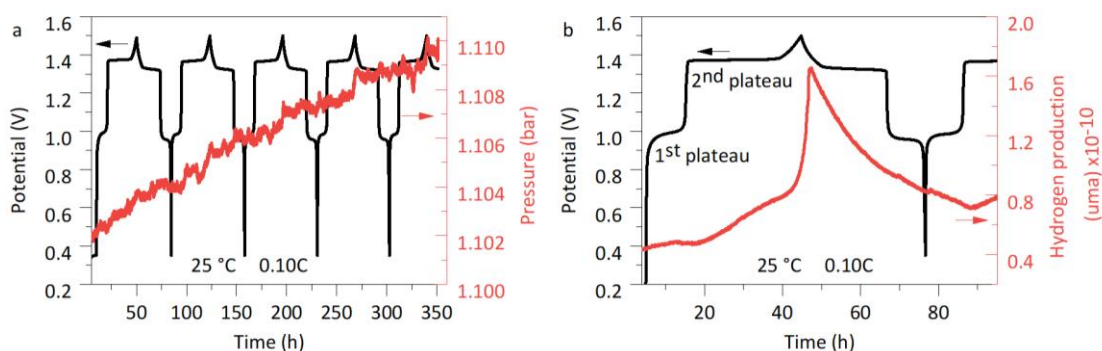 a
1.6
1.4
1.2
1.0
0.8
0.6
0.4
0.2
Potential (V)
1.110
1.108
1.106
1.104
1.102
1.100
Pressure (bar)
25 °C 0.10C
50 100 150 200 250 300 350
Time (h)
b
1.6
1.4
1.2
1.0
0.8
0.6
0.4
0.2
Potential (V)
2nd plateau
1st plateau
2.0
1.6
1.2
0.8
0.4
Hydrogen production
(uma) x10-10
25 °C 0.10C
20 40 60 80
Time (h)